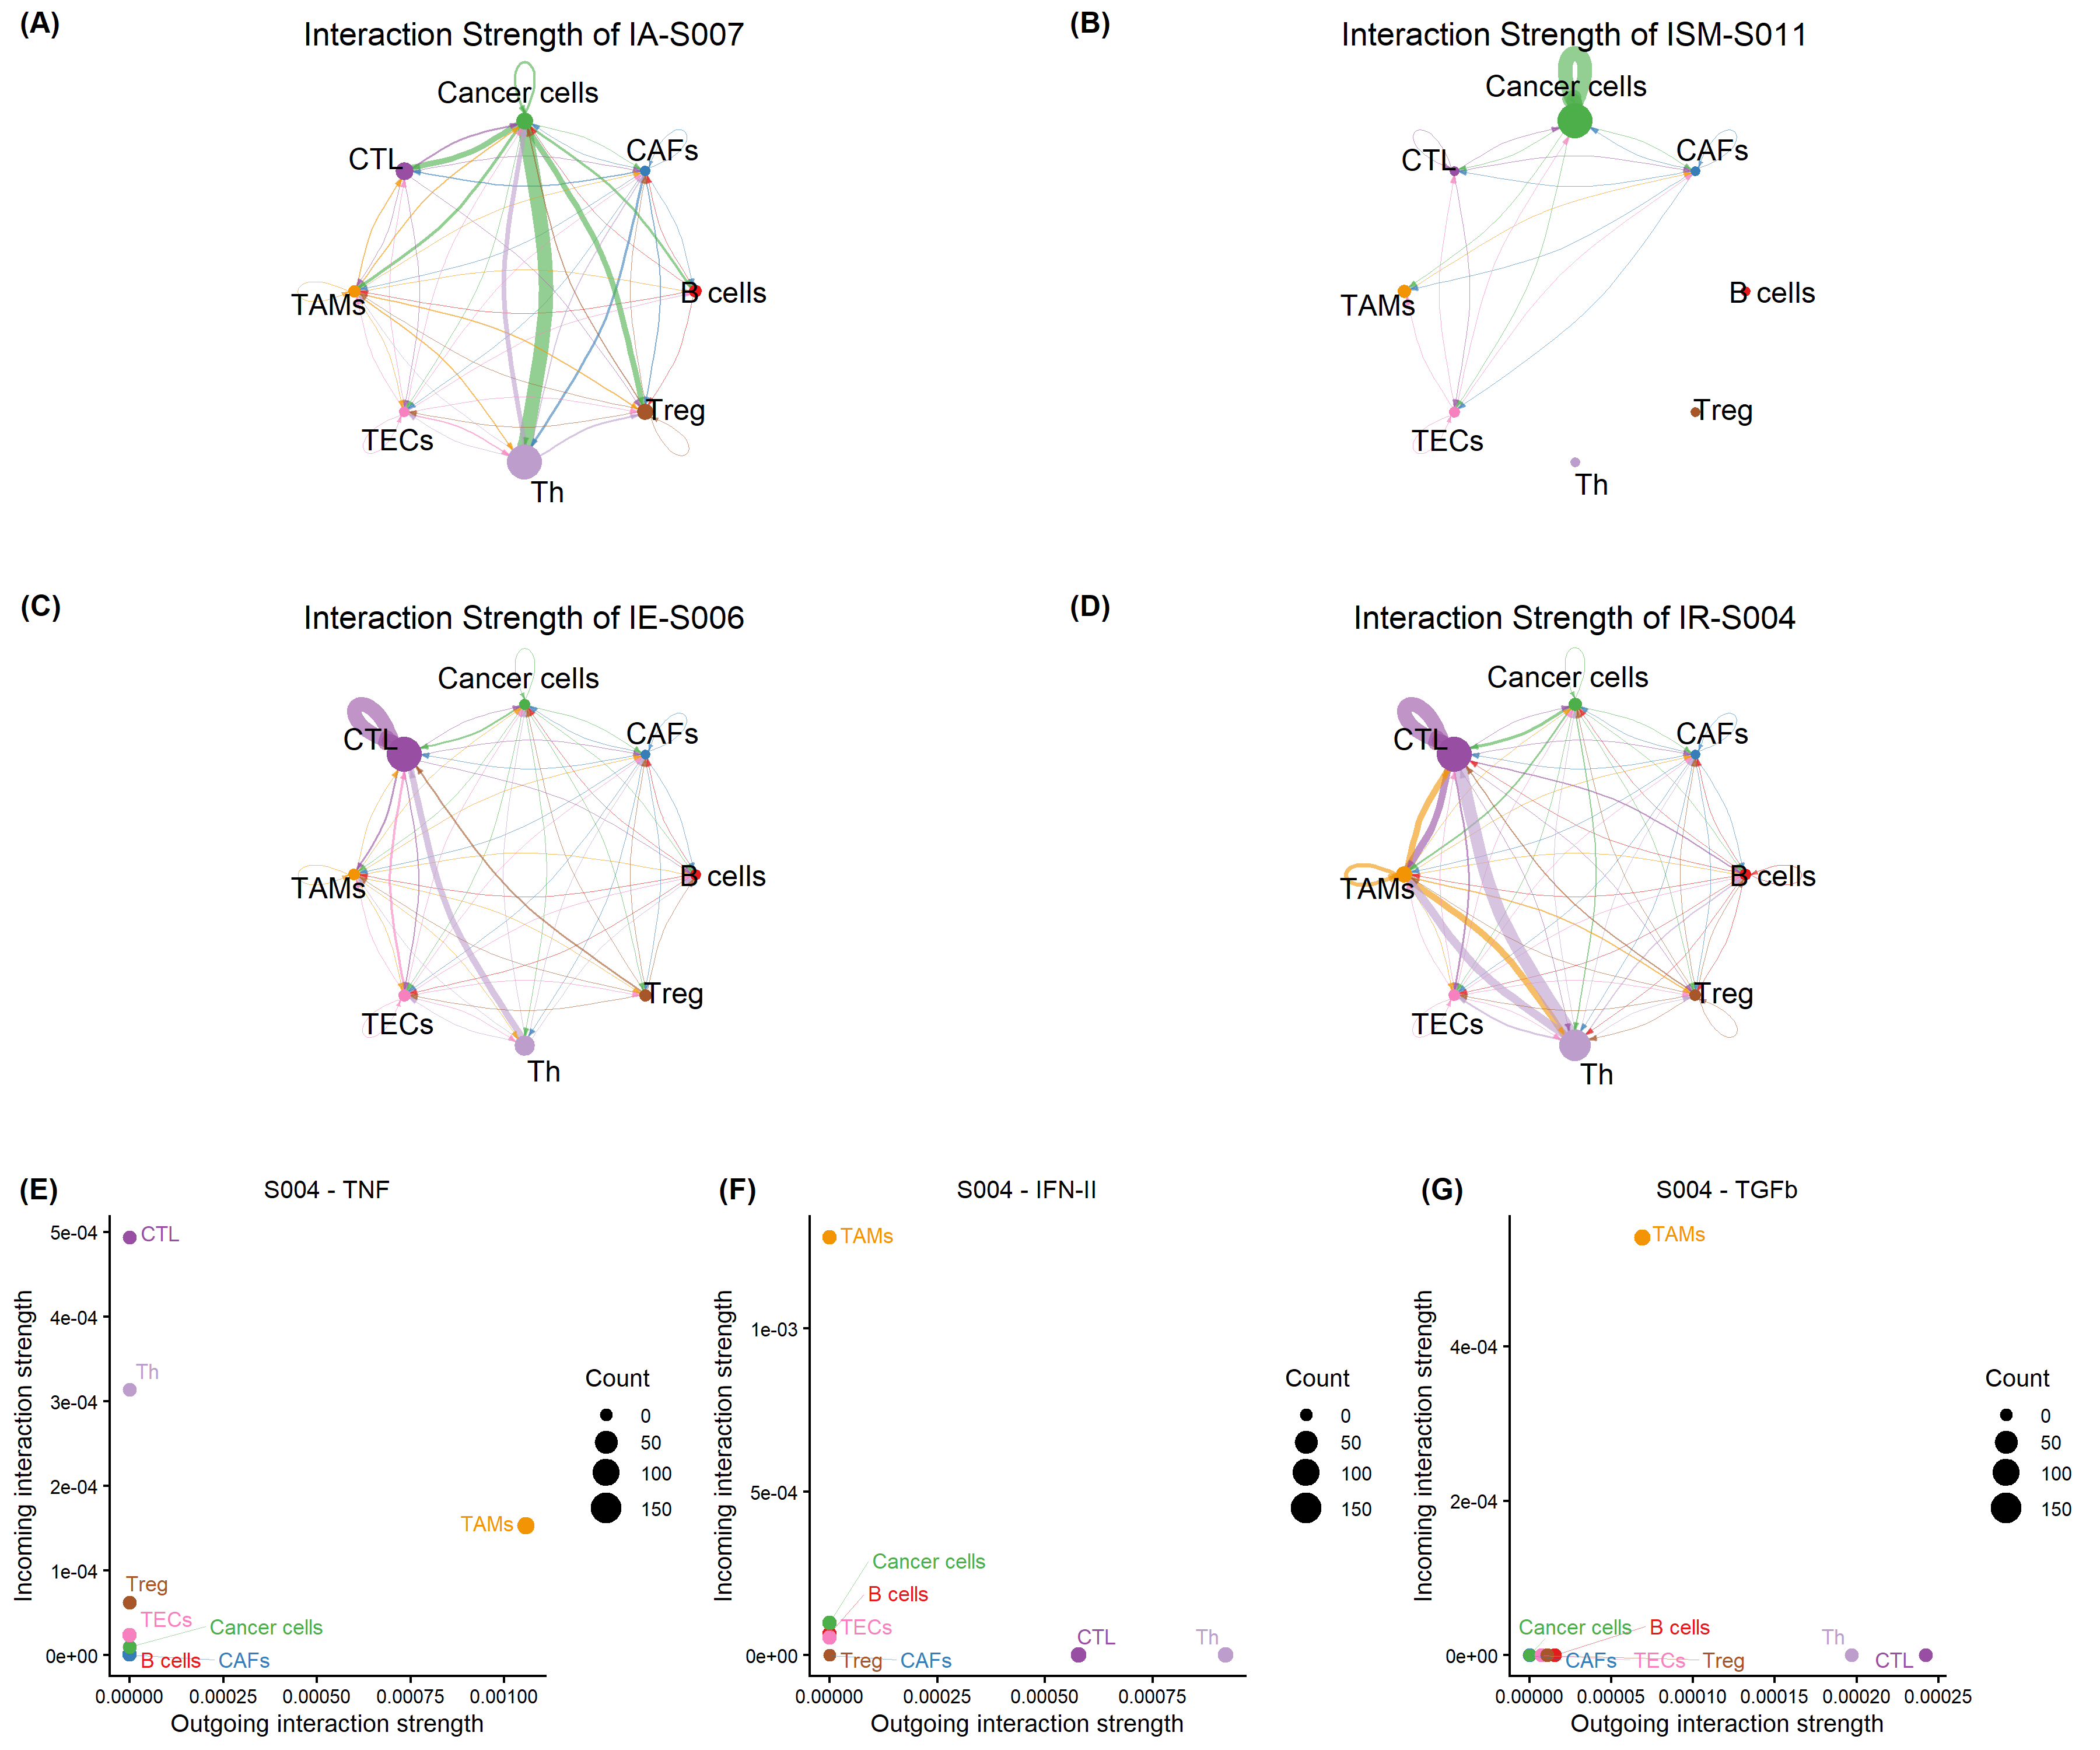 (A)
Interaction Strength of IA-S007
Cancer cells
CTL
CAFs
TAMs
B cells
TECs
Treg
Th
(B)
Interaction Strength of ISM-S011
Cancer cells
CTL
CAFs
TAMs
B cells
TECs
Treg
Th
(C)
Interaction Strength of IE-S006
Cancer cells
CTL
CAFs
TAMs
B cells
TECs
Treg
Th
(D)
Interaction Strength of IR-S004
Cancer cells
CTL
CAFs
TAMs
B cells
TECs
Treg
Th
(E)
S004 - TNF
Incoming interaction strength
5e-04
4e-04
3e-04
2e-04
1e-04
0e+00
CTL
Th
TAMs
Treg
TECs
Cancer cells
B cells
CAFs
0.00000 0.00025 0.00050 0.00075 0.00100
Outgoing interaction strength
Count
0
50
100
150
(F)
S004 - IFN-II
Incoming interaction strength
1e-03
5e-04
0e+00
TAMs
Cancer cells
B cells
TECs
CTL
Th
Treg
CAFs
0.00000 0.00025 0.00050 0.00075
Outgoing interaction strength
Count
0
50
100
150
(G)
S004 - TGFb
Incoming interaction strength
4e-04
2e-04
0e+00
TAMs
Cancer cells
B cells
Th
CAFs
TECs
Treg
CTL
0.00000 0.00005 0.00010 0.00015 0.00020 0.00025
Outgoing interaction strength
Count
0
50
100
150